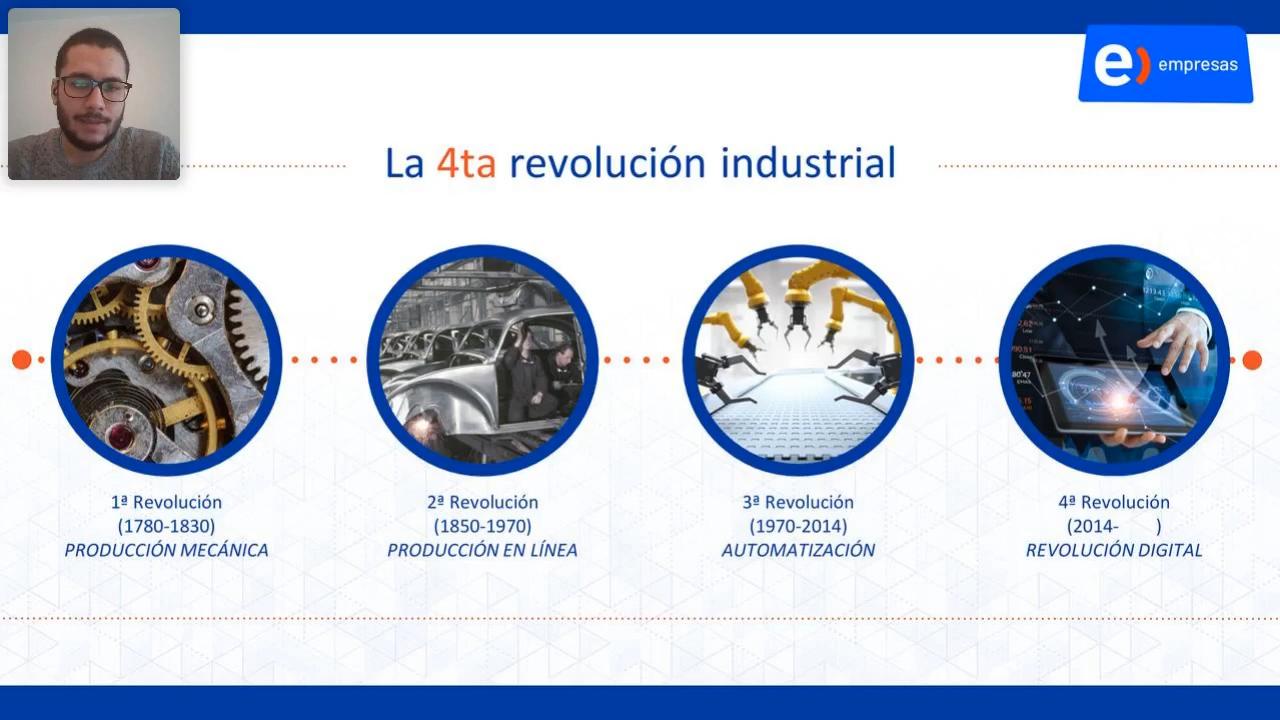 e) empresas
La 4ta revolución industrial
1ª Revolución
(1780-1830)
PRODUCCIÓN MECÁNICA
2ª Revolución
(1850-1970)
PRODUCCIÓN EN LÍNEA
3ª Revolución
(1970-2014)
AUTOMATIZACIÓN
4ª Revolución
(2014-      )
REVOLUCIÓN DIGITAL